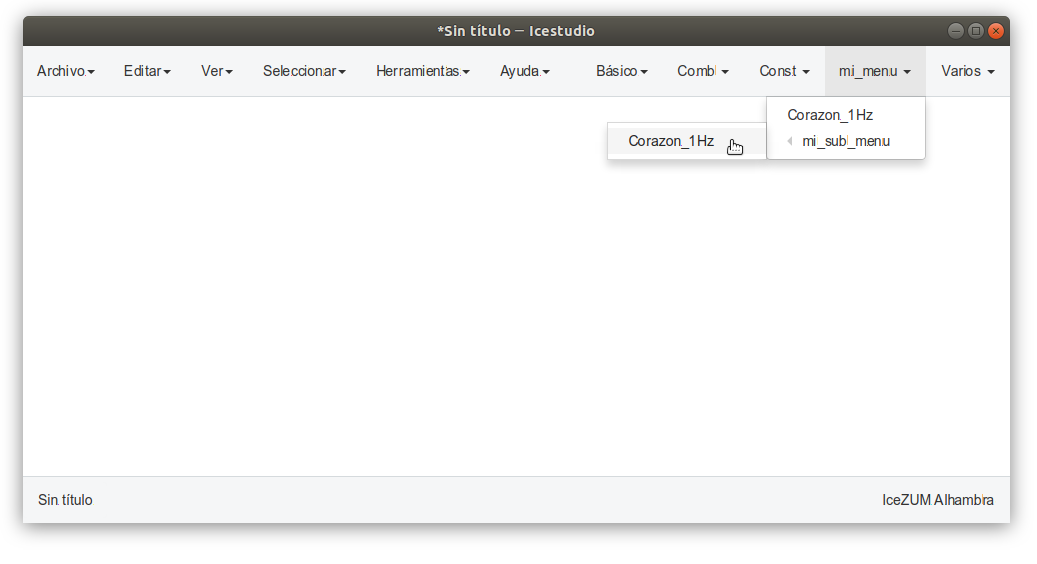 *Sin título – Icestudio
Archivo Editar Ver Seleccionar Herramientas Ayuda Básico Combi Const mi_menu Varios
Corazon_1Hz
Corazon_1Hz mi_sub_menu
Sin título IceZUM Alhambra